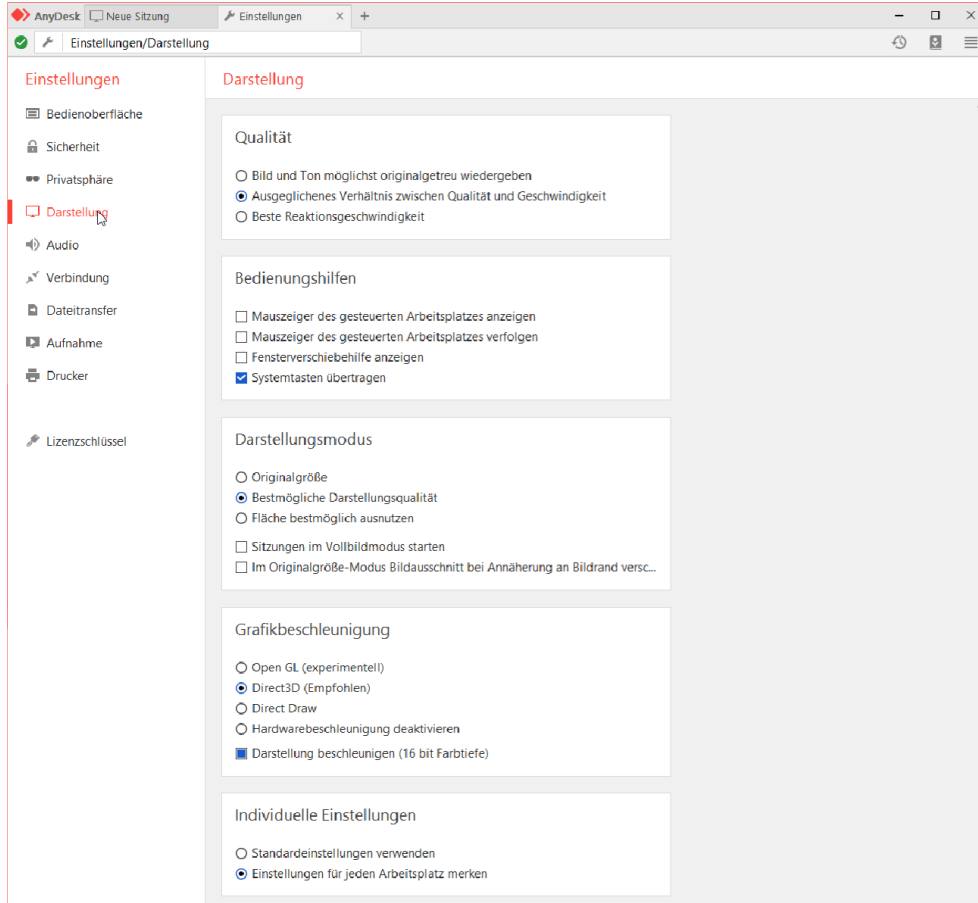 AnyDesk
Neue Sitzung
Einstellungen
Einstellungen/Darstellung
Einstellungen
Bedienoberfläche
Sicherheit
Privatsphäre
Darstellung
Audio
Verbindung
Dateitransfer
Aufnahme
Drucker
Lizenzschlüssel
Darstellung
Qualität
Bild und Ton möglichst originalgetreu wiedergeben
Ausgeglichenes Verhältnis zwischen Qualität und Geschwindigkeit
Beste Reaktionsgeschwindigkeit
Bedienungshilfen
Mauszeiger des gesteuerten Arbeitsplatzes anzeigen
Mauszeiger des gesteuerten Arbeitsplatzes verfolgen
Fensterverschiebehilfe anzeigen
Systemtasten übertragen
Darstellungsmodus
Originalgröße
Bestmögliche Darstellungsqualität
Fläche bestmöglich ausnutzen
Sitzungen im Vollbildmodus starten
Im Originalgröße-Modus Bildausschnitt bei Annäherung an Bildrand versc...
Grafikbeschleunigung
Open GL (experimentell)
Direct3D (Empfohlen)
Direct Draw
Hardwarebeschleunigung deaktivieren
Darstellung beschleunigen (16 bit Farbtiefe)
Individuelle Einstellungen
Standardeinstellungen verwenden
Einstellungen für jeden Arbeitsplatz merken